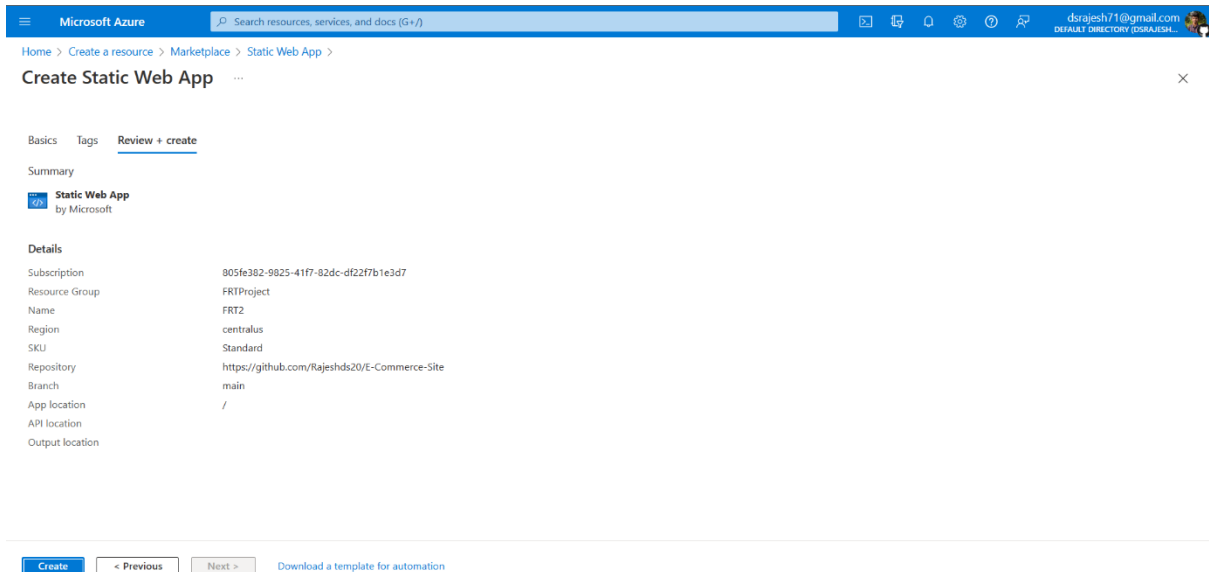 Microsoft Azure
Search resources, services, and docs (G+/)
dsrajesh71@gmail.com
DEFAULT DIRECTORY (DSRAJESH...
Home > Create a resource > Marketplace > Static Web App >
Create Static Web App ...
Basics Tags Review + create
Summary
Static Web App
by Microsoft
Details
Subscription 805fe382-9825-41f7-82dc-df22f7b1e3d7
Resource Group FRTProject
Name FRT2
Region centralus
SKU Standard
Repository https://github.com/Rajeshds20/E-Commerce-Site
Branch main
App location /
API location
Output location
Create < Previous Next > Download a template for automation